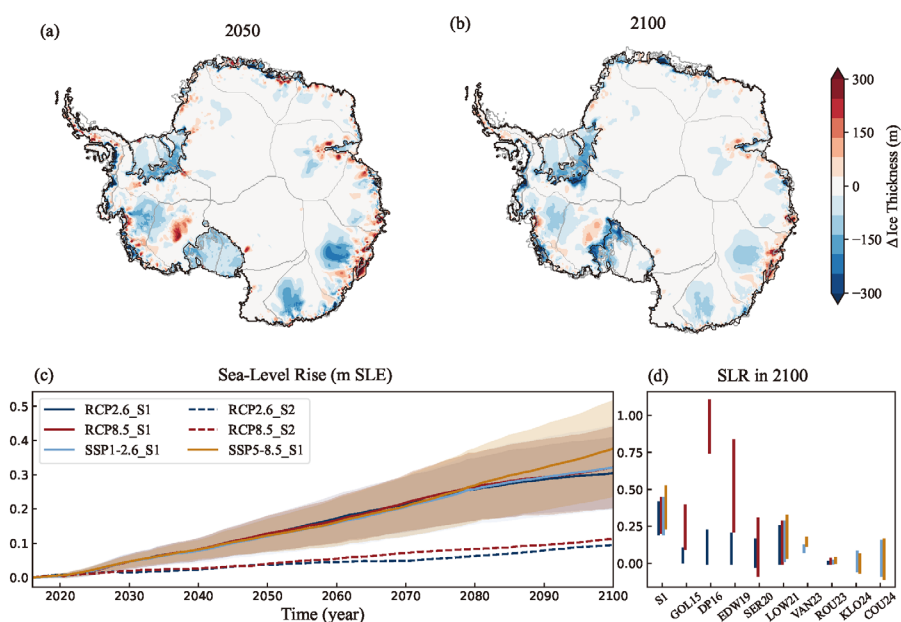 (a) 2050
(b) 2100
300
150
0
−150
−300
ΔIce Thickness (m)
(c) Sea-Level Rise (m SLE)
0.5
0.4
0.3
0.2
0.1
0.0
RCP2.6_S1
RCP8.5_S1
SSP1-2.6_S1
RCP2.6_S2
RCP8.5_S2
SSP5-8.5_S1
2020 2030 2040 2050 2060 2070 2080 2090 2100
Time (year)
(d) SLR in 2100
1.00
0.75
0.50
0.25
0.00
S1
GOL15
DP16
EDW19
SER20
LOW21
VAN23
ROU23
KLO24
COU24